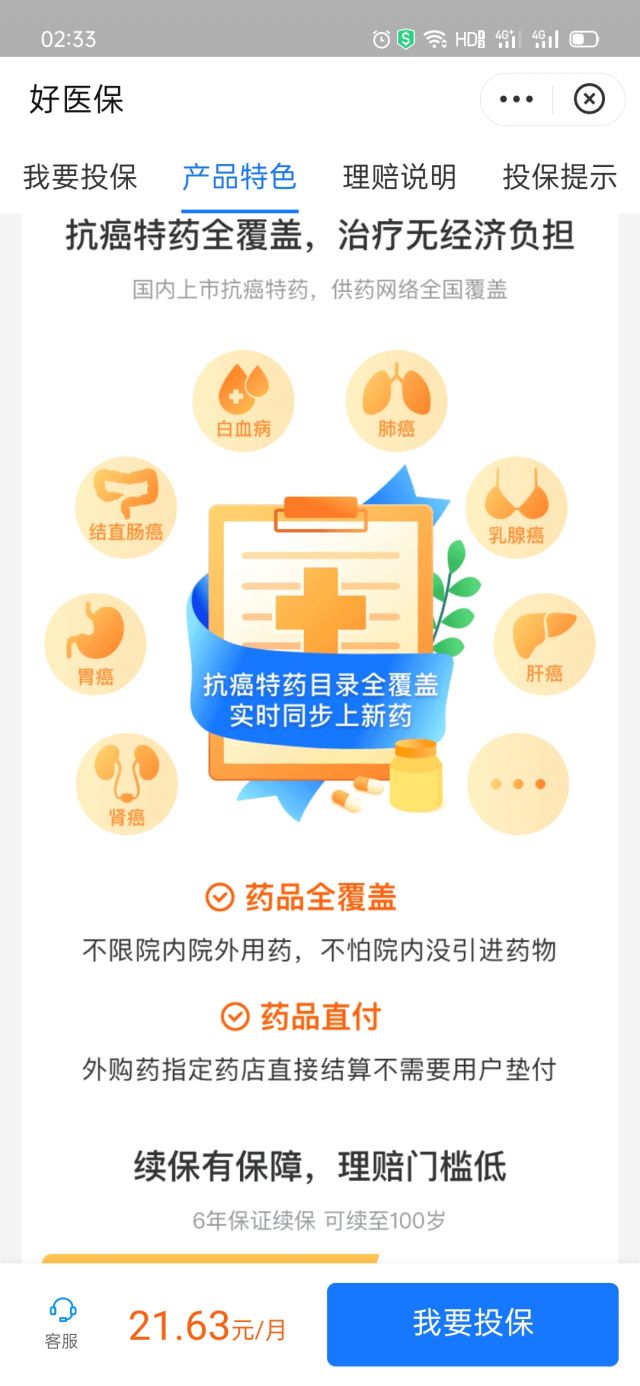 02:33
HD 4G+ 4G
好医保
我要投保 产品特色 理赔说明 投保提示
抗癌特药全覆盖，治疗无经济负担
国内上市抗癌特药，供药网络全国覆盖
白血病 肺癌
结直肠癌 乳腺癌
胃癌 肝癌
抗癌特药目录全覆盖
实时同步上新药
肾癌
药品全覆盖
不限院内院外用药，不怕院内没引进药物
药品直付
外购药指定药店直接结算不需要用户垫付
续保有保障，理赔门槛低
6年保证续保 可续至100岁
客服 21.63元/月 我要投保